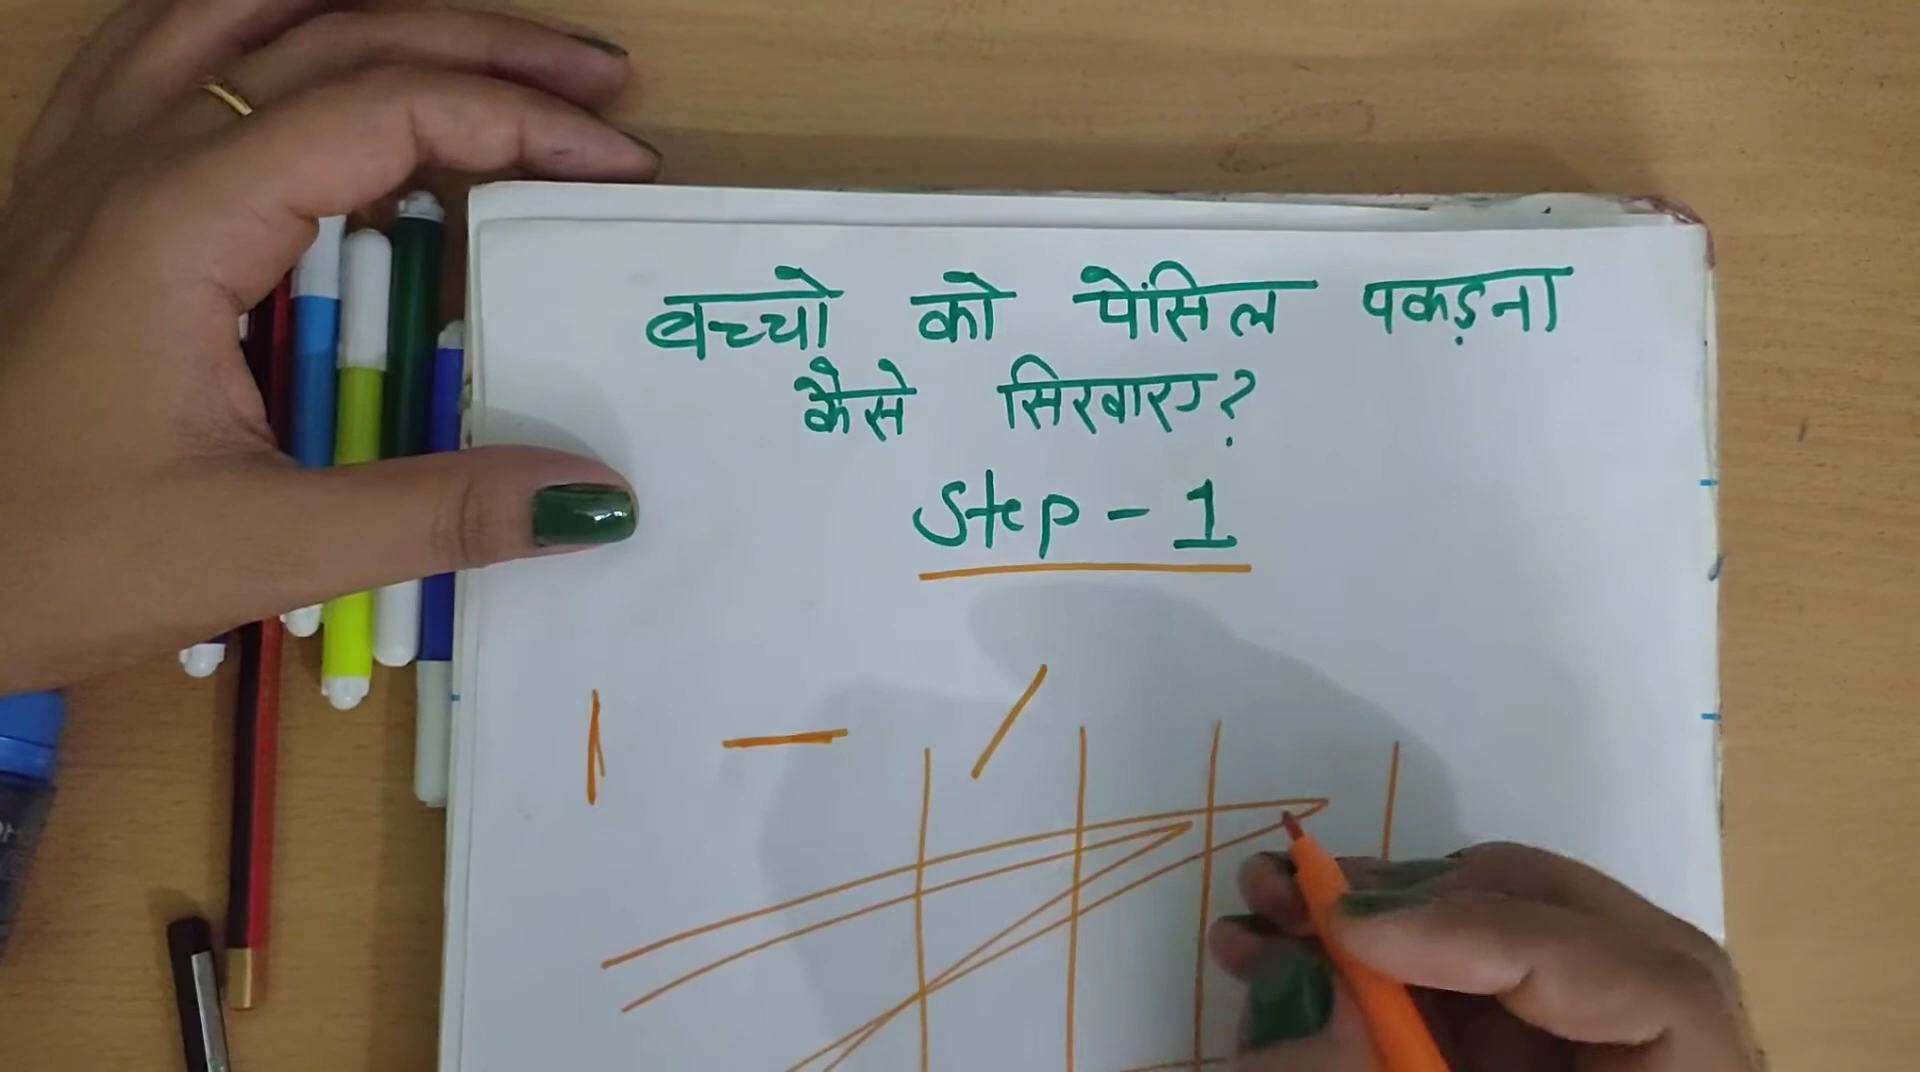 बच्चो को पेंसिल पकड़ना
कैसे सिखाए?
Step - 1